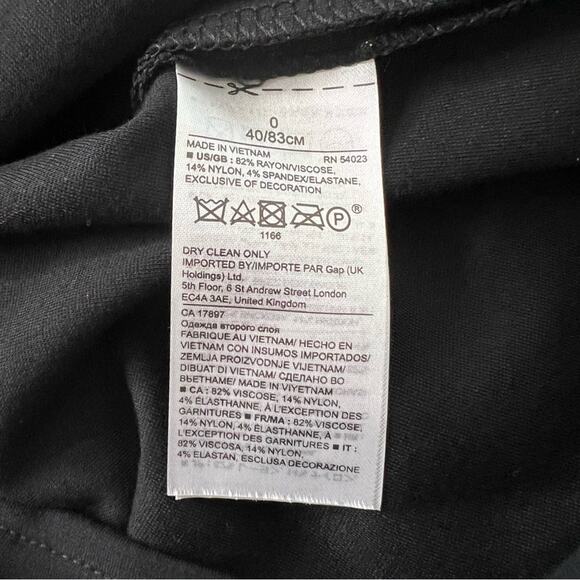 0
40/83CM
MADE IN VIETNAM RN 54023
■ US/GB : 82% RAYON/VISCOSE,
14% NYLON, 4% SPANDEX/ELASTANE,
EXCLUSIVE OF DECORATION
P ®
1166
DRY CLEAN ONLY
IMPORTED BY/IMPORTE PAR Gap (UK
Holdings) Ltd.
5th Floor, 6 St Andrew Street London
EC4A 3AE, United Kingdom
CA 17897
Одежда второго слоя
FABRIQUE AU VIETNAM/ HECHO EN
VIETNAM CON INSUMOS IMPORTADOS/
ZEMLJA PROIZVODNJE VIJETNAM/
DIBUAT DI VIETNAM/ СДЕЛАНО ВО
ВЬЕТНАМЕ/ MADE IN VIYETNAM
■ CA : 82% VISCOSE, 14% NYLON,
4% ÉLASTHANNE, À L'EXCEPTION DES
GARNITURES ■ FR/MA : 82% VISCOSE,
14% NYLON, 4% ÉLASTHANNE, À
L'EXCEPTION DES GARNITURES ■ IT :
82% VISCOSA, 14% NYLON,
4% ELASTAN, ESCLUSA DECORAZIONE